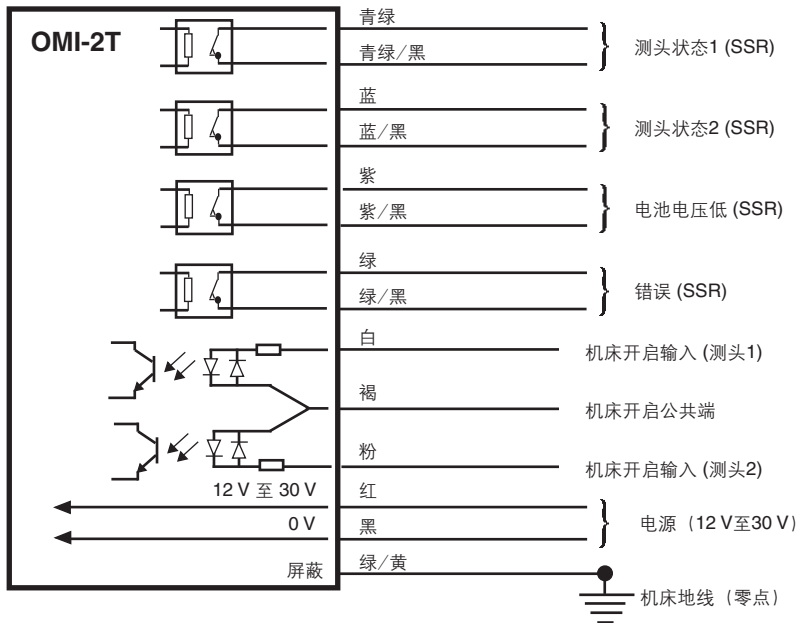 OMI-2T
青绿
青绿/黑
测头状态1 (SSR)
蓝
蓝/黑
测头状态2 (SSR)
紫
紫/黑
电池电压低 (SSR)
绿
绿/黑
错误 (SSR)
白
机床开启输入 (测头1)
褐
机床开启公共端
粉
机床开启输入 (测头2)
12 V 至 30 V
红
0 V
黑
电源（12 V至30 V）
屏蔽
绿/黄
机床地线（零点）